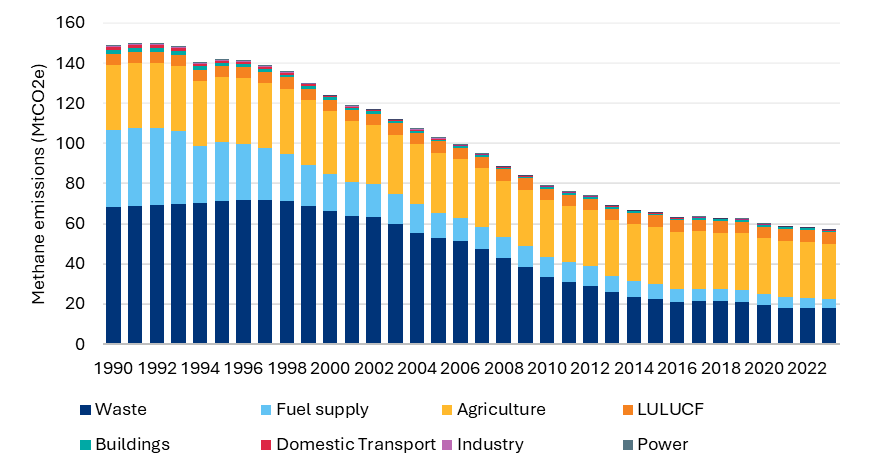 Methane emissions (MtCO2e)
160
140
120
100
80
60
40
20
0
1990 1992 1994 1996 1998 2000 2002 2004 2006 2008 2010 2012 2014 2016 2018 2020 2022
Waste Fuel supply Agriculture LULUCF
Buildings Domestic Transport Industry Power